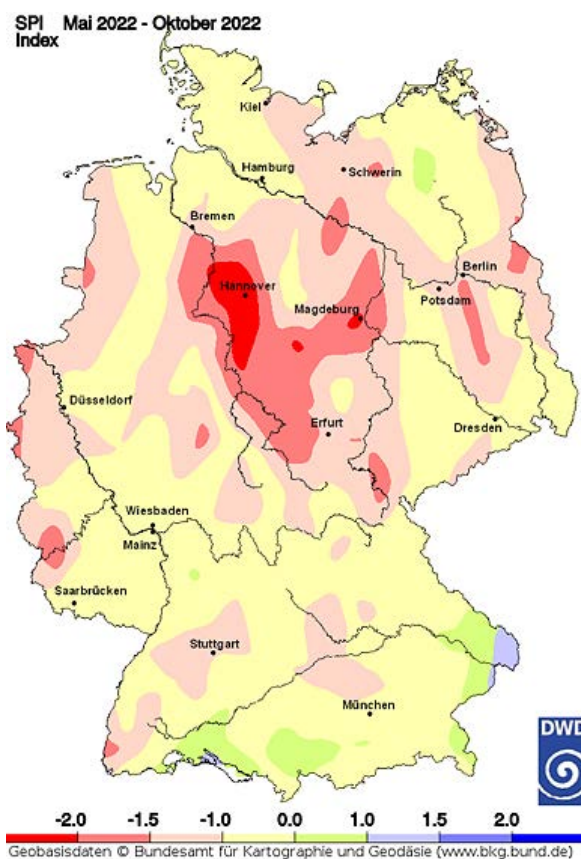 SPI Mai 2022 - Oktober 2022
Index
Kiel
Schwerin
Hamburg
Bremen
Berlin
Hannover
Potsdam
Magdeburg
Düsseldorf
Erfurt
Dresden
Wiesbaden
Mainz
Saarbrücken
Stuttgart
München
DWD
-2.0 -1.5 -1.0 0.0 1.0 1.5 2.0
Geobasisdaten © Bundesamt für Kartographie und Geodäsie (www.bkg.bund.de)